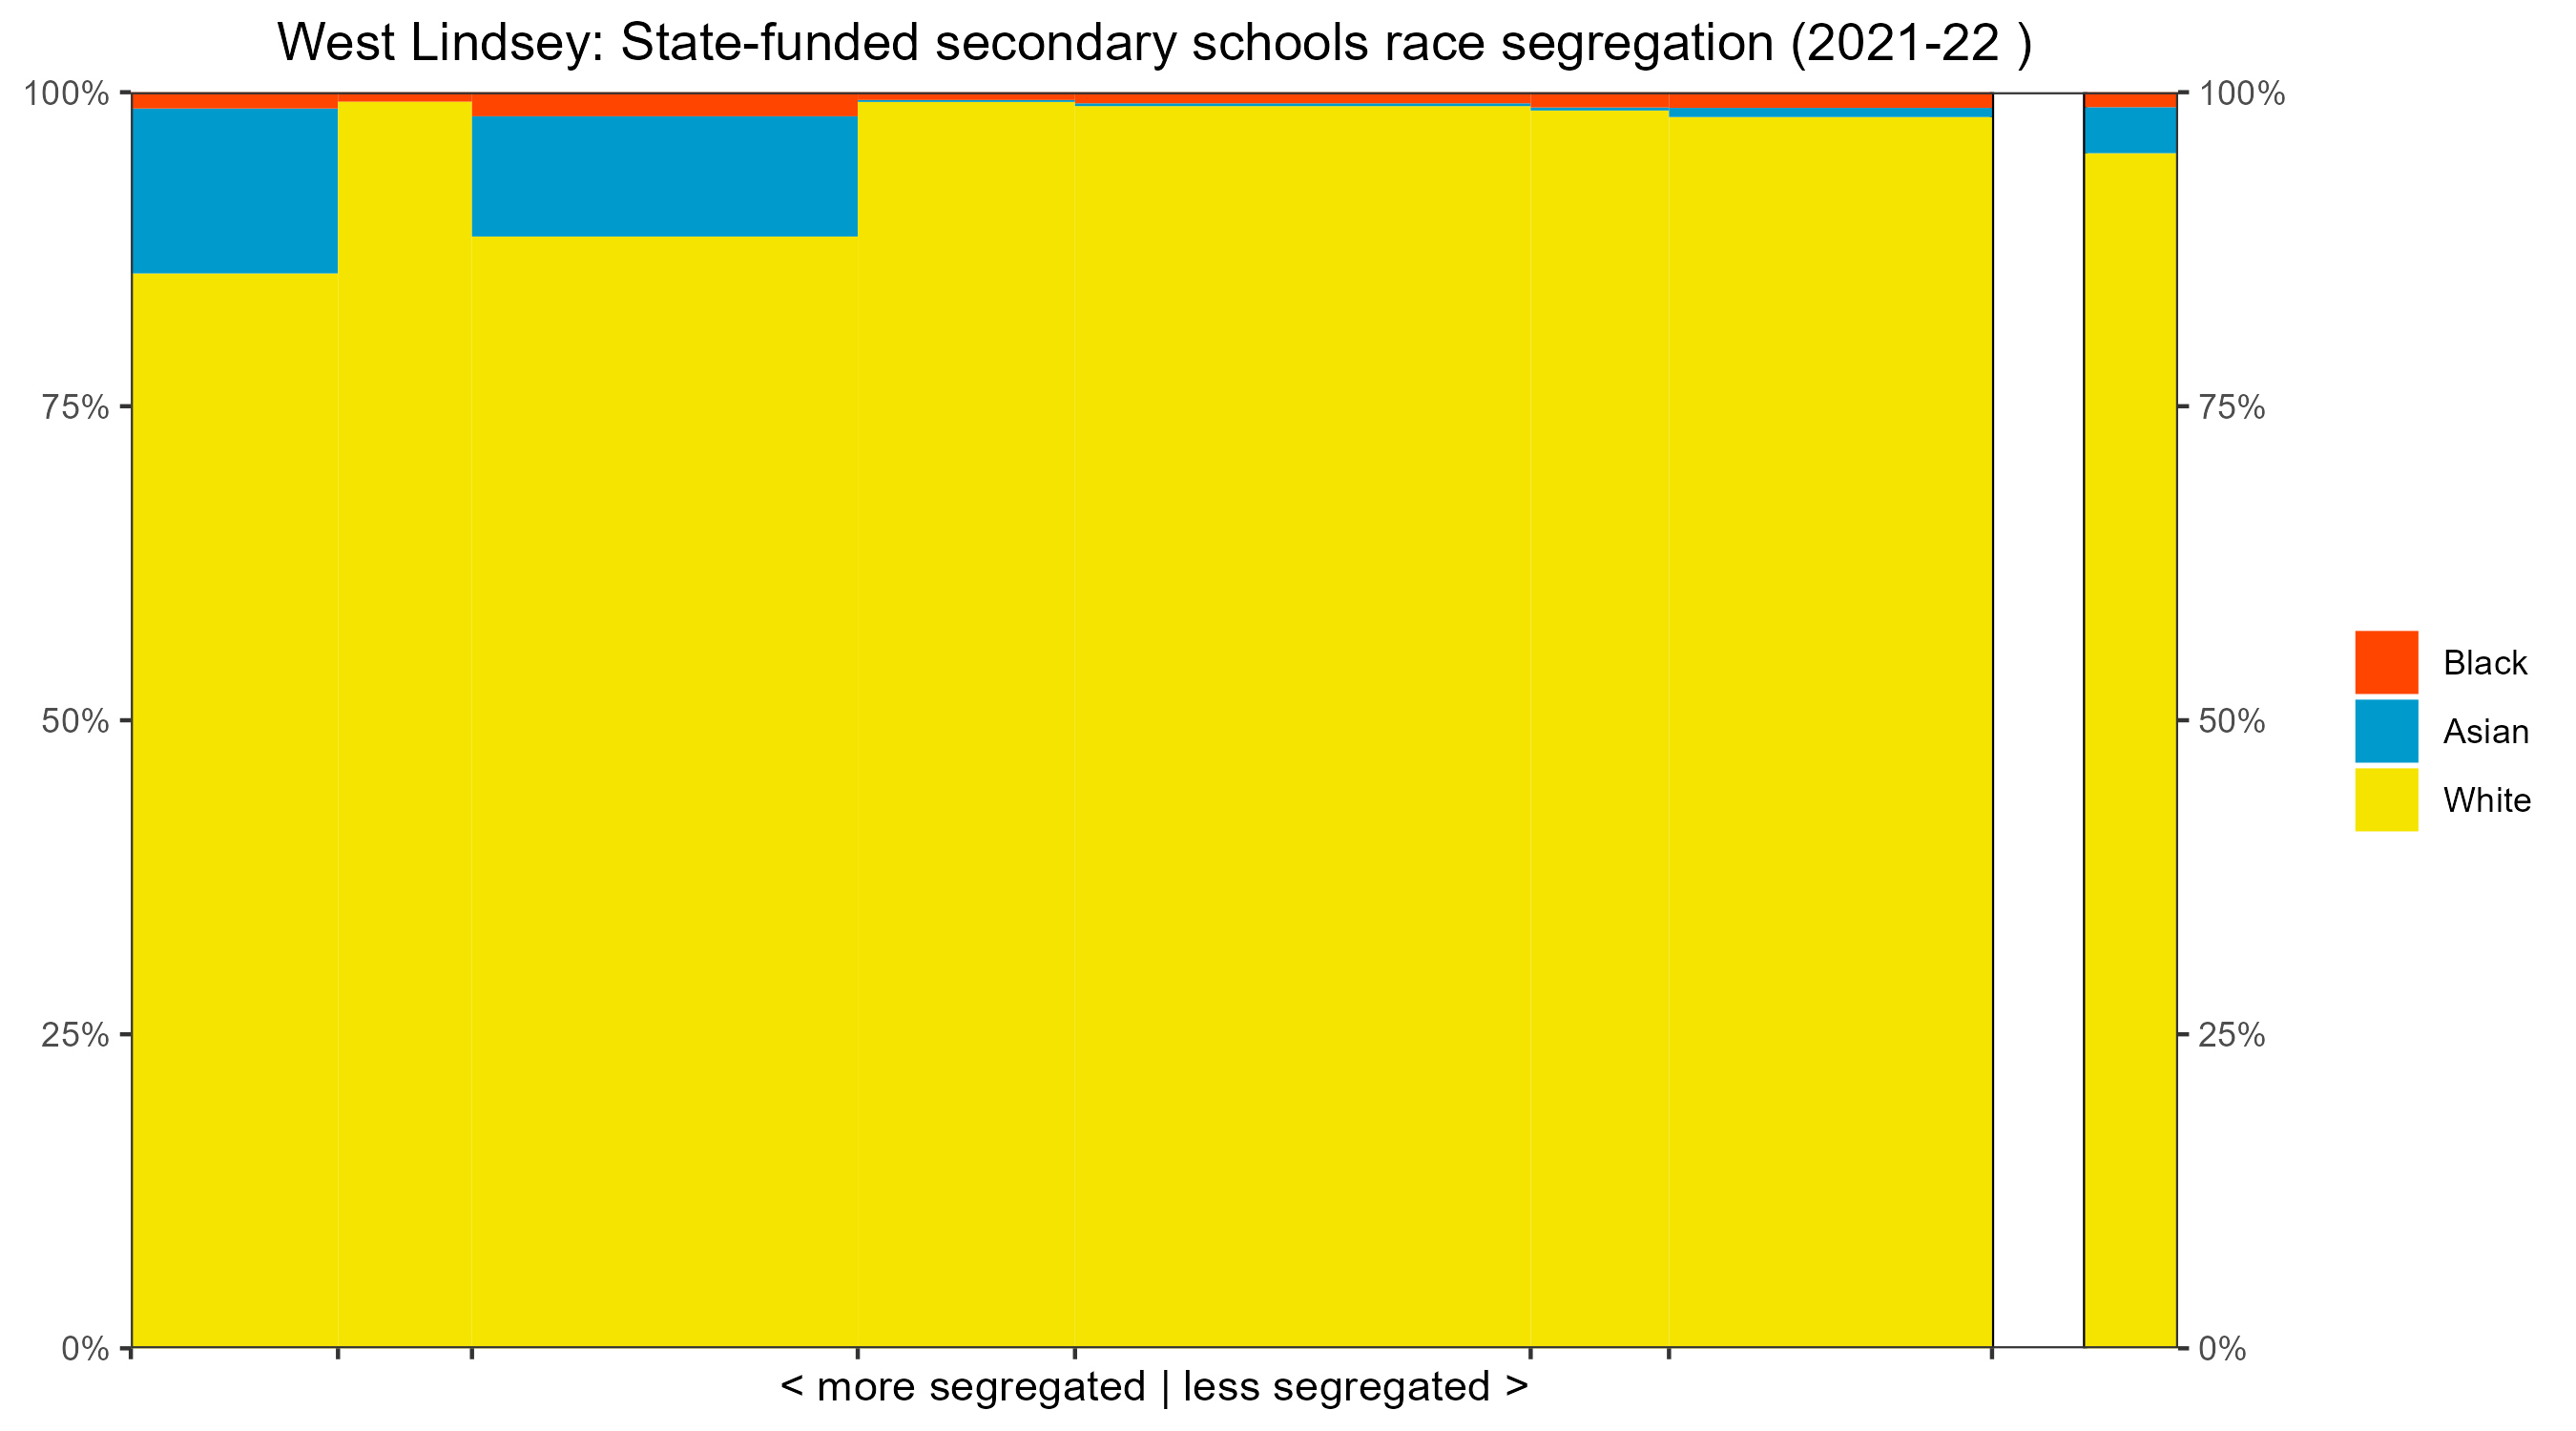 West Lindsey: State-funded secondary schools race segregation (2021-22 )
100%
100%
75%
75%
50%
50%
25%
25%
0%
0%
Black
Asian
White
< more segregated | less segregated >